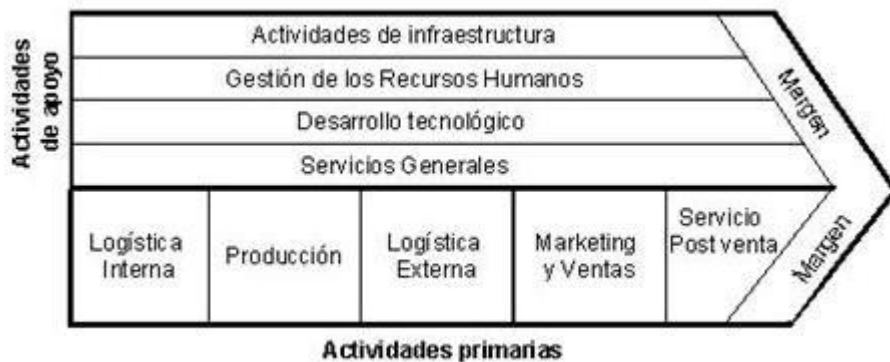 Actividades
de apoyo
Actividades de infraestructura
Gestión de los Recursos Humanos
Desarrollo tecnológico
Servicios Generales
Margen
Logística
Interna
Producción
Logística
Externa
Marketing
y Ventas
Servicio
Post venta
Margen
Actividades primarias